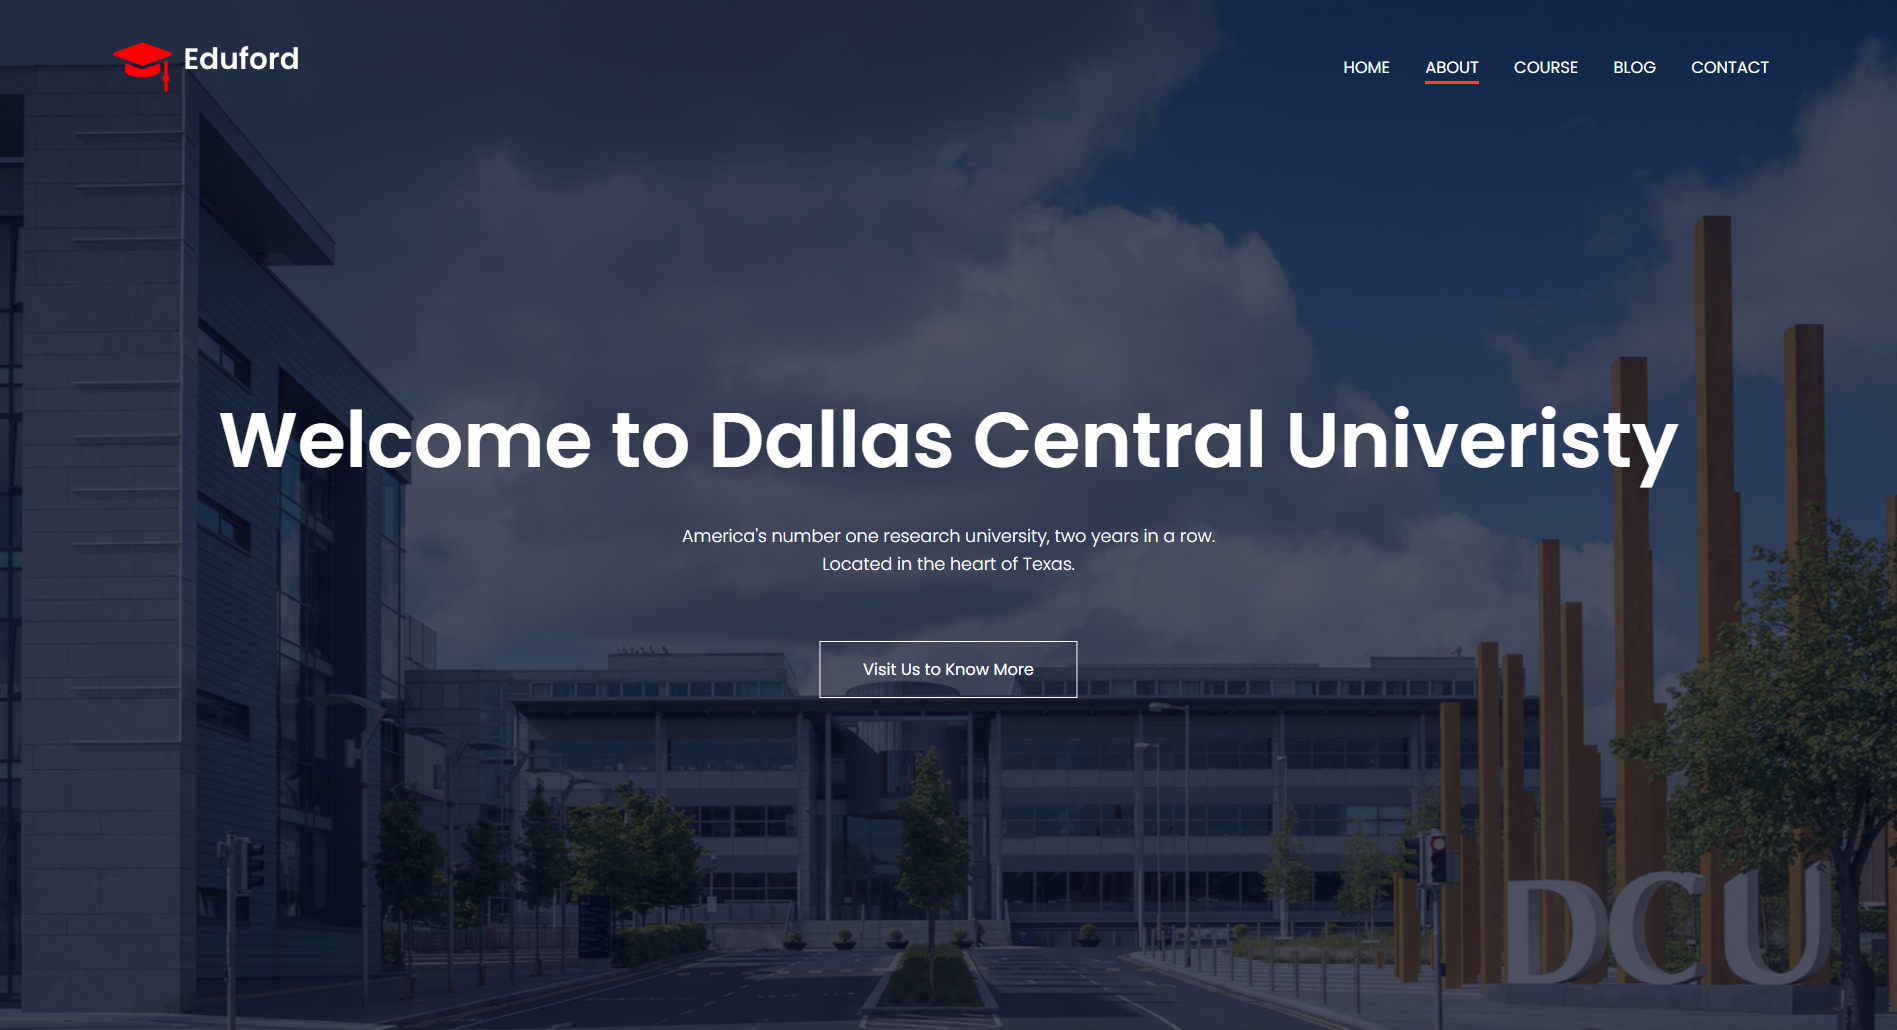 Eduford
HOME ABOUT COURSE BLOG CONTACT
Welcome to Dallas Central Univeristy
America's number one research university, two years in a row.
Located in the heart of Texas.
Visit Us to Know More
DCU